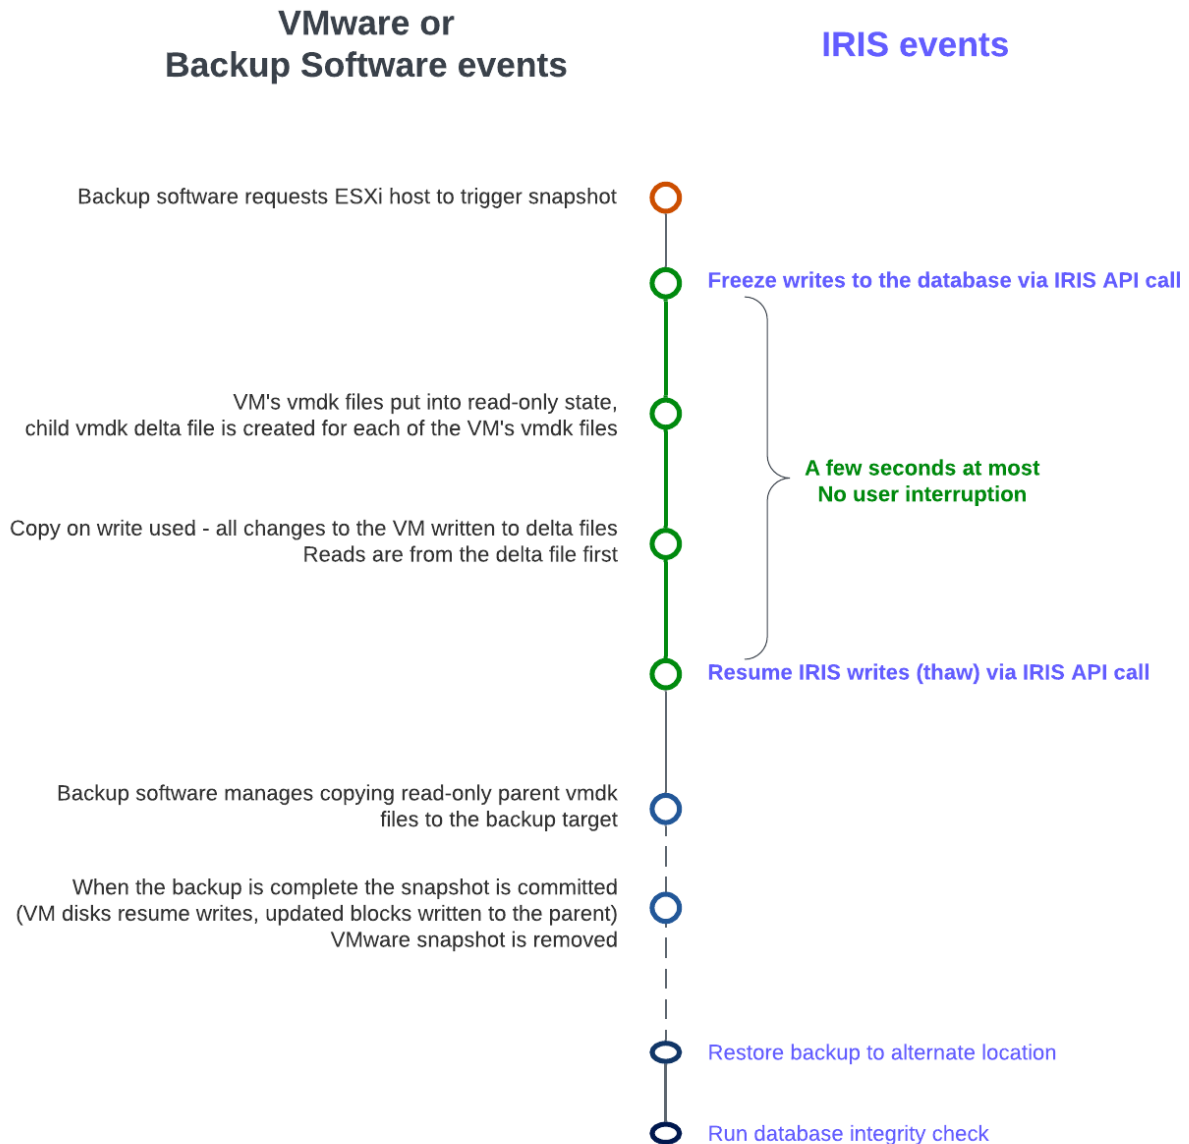 VMware or
Backup Software events
IRIS events
Backup software requests ESXi host to trigger snapshot
Freeze writes to the database via IRIS API call
VM's vmdk files put into read-only state,
child vmdk delta file is created for each of the VM's vmdk files
A few seconds at most
No user interruption
Copy on write used - all changes to the VM written to delta files
Reads are from the delta file first
Resume IRIS writes (thaw) via IRIS API call
Backup software manages copying read-only parent vmdk
files to the backup target
When the backup is complete the snapshot is committed
(VM disks resume writes, updated blocks written to the parent)
VMware snapshot is removed
Restore backup to alternate location
Run database integrity check